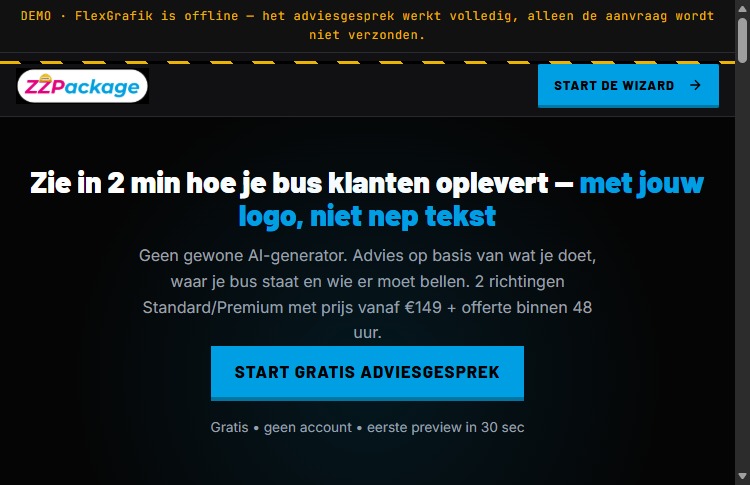 DEMO · FlexGrafik is offline — het adviesgesprek werkt volledig, alleen de aanvraag wordt
niet verzonden.
ZZPackage
START DE WIZARD →
Zie in 2 min hoe je bus klanten oplevert — met jouw
logo, niet nep tekst
Geen gewone AI-generator. Advies op basis van wat je doet,
waar je bus staat en wie er moet bellen. 2 richtingen
Standard/Premium met prijs vanaf €149 + offerte binnen 48
uur.
START GRATIS ADVIESGESPREK
Gratis • geen account • eerste preview in 30 sec